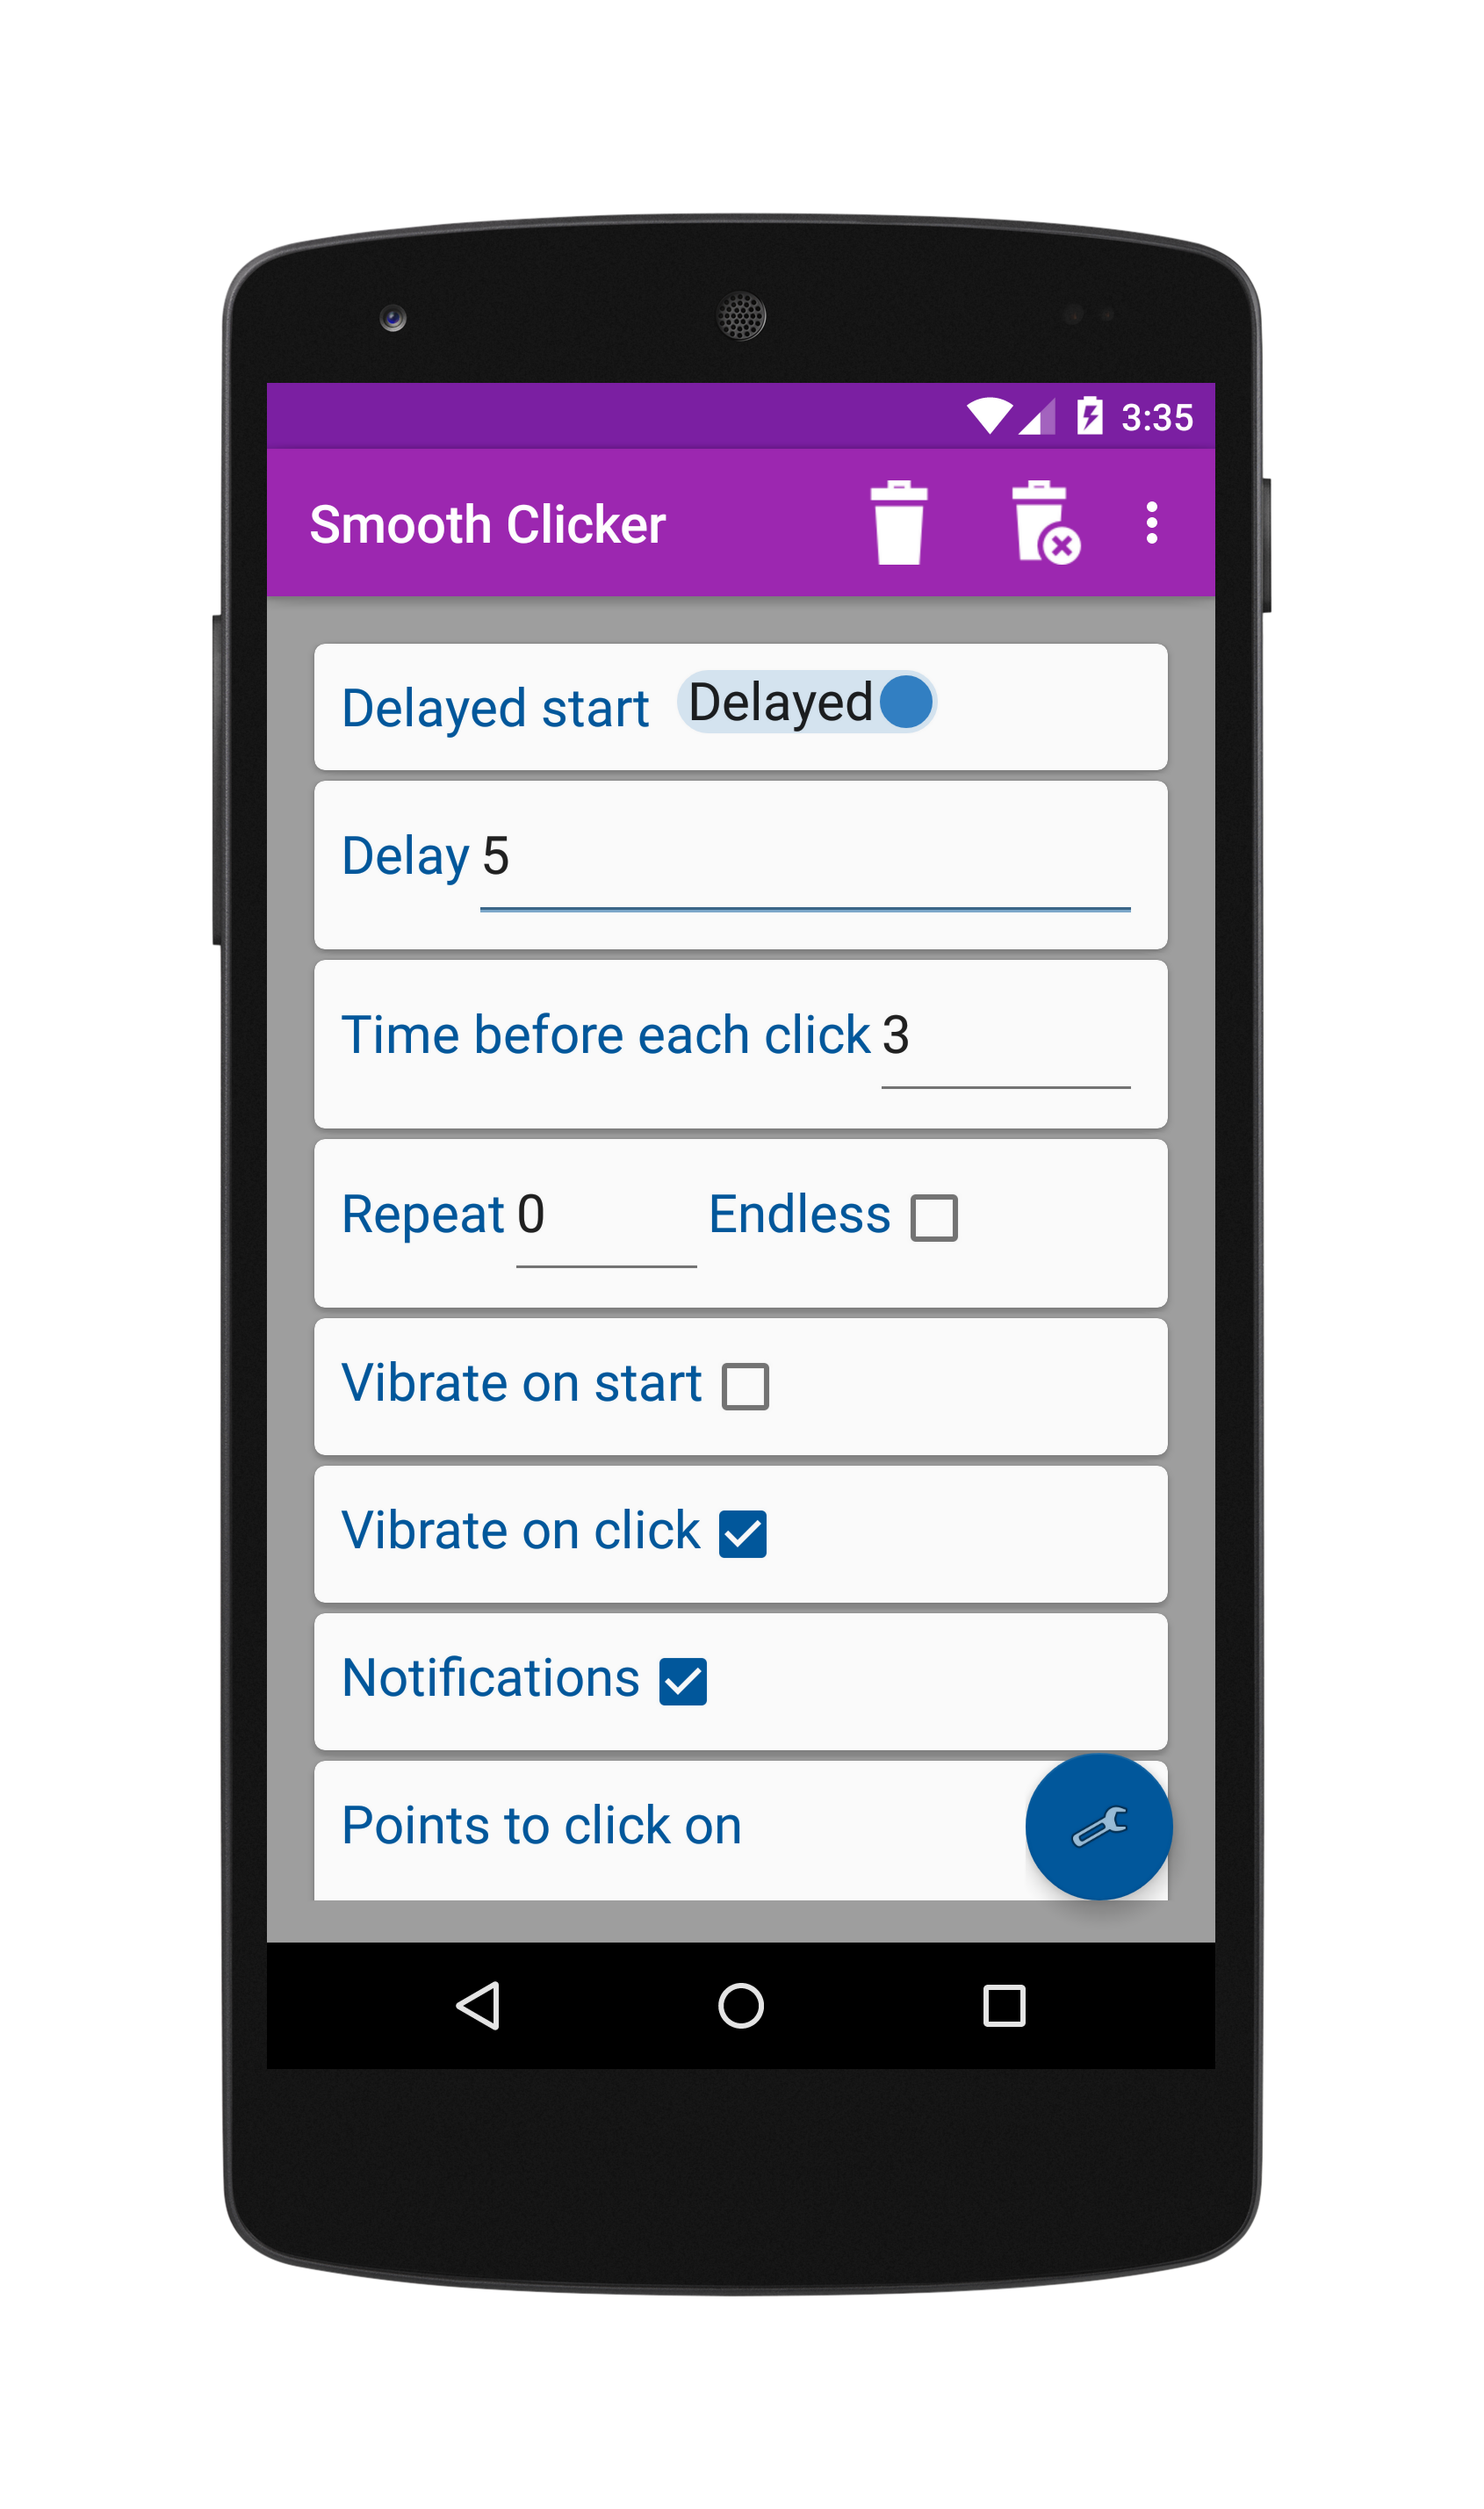 3:35
Smooth Clicker
Delayed start Delayed
Delay 5
Time before each click 3
Repeat 0 Endless
Vibrate on start
Vibrate on click
Notifications
Points to click on